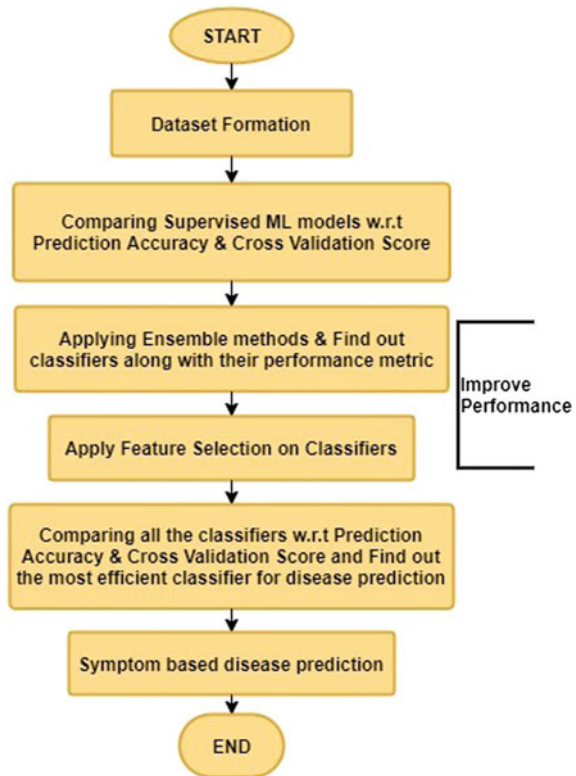 START
Dataset Formation
Comparing Supervised ML models w.r.t
Prediction Accuracy & Cross Validation Score
Applying Ensemble methods & Find out
classifiers along with their performance metric
Improve
Performance
Apply Feature Selection on Classifiers
Comparing all the classifiers w.r.t Prediction
Accuracy & Cross Validation Score and Find out
the most efficient classifier for disease prediction
Symptom based disease prediction
END